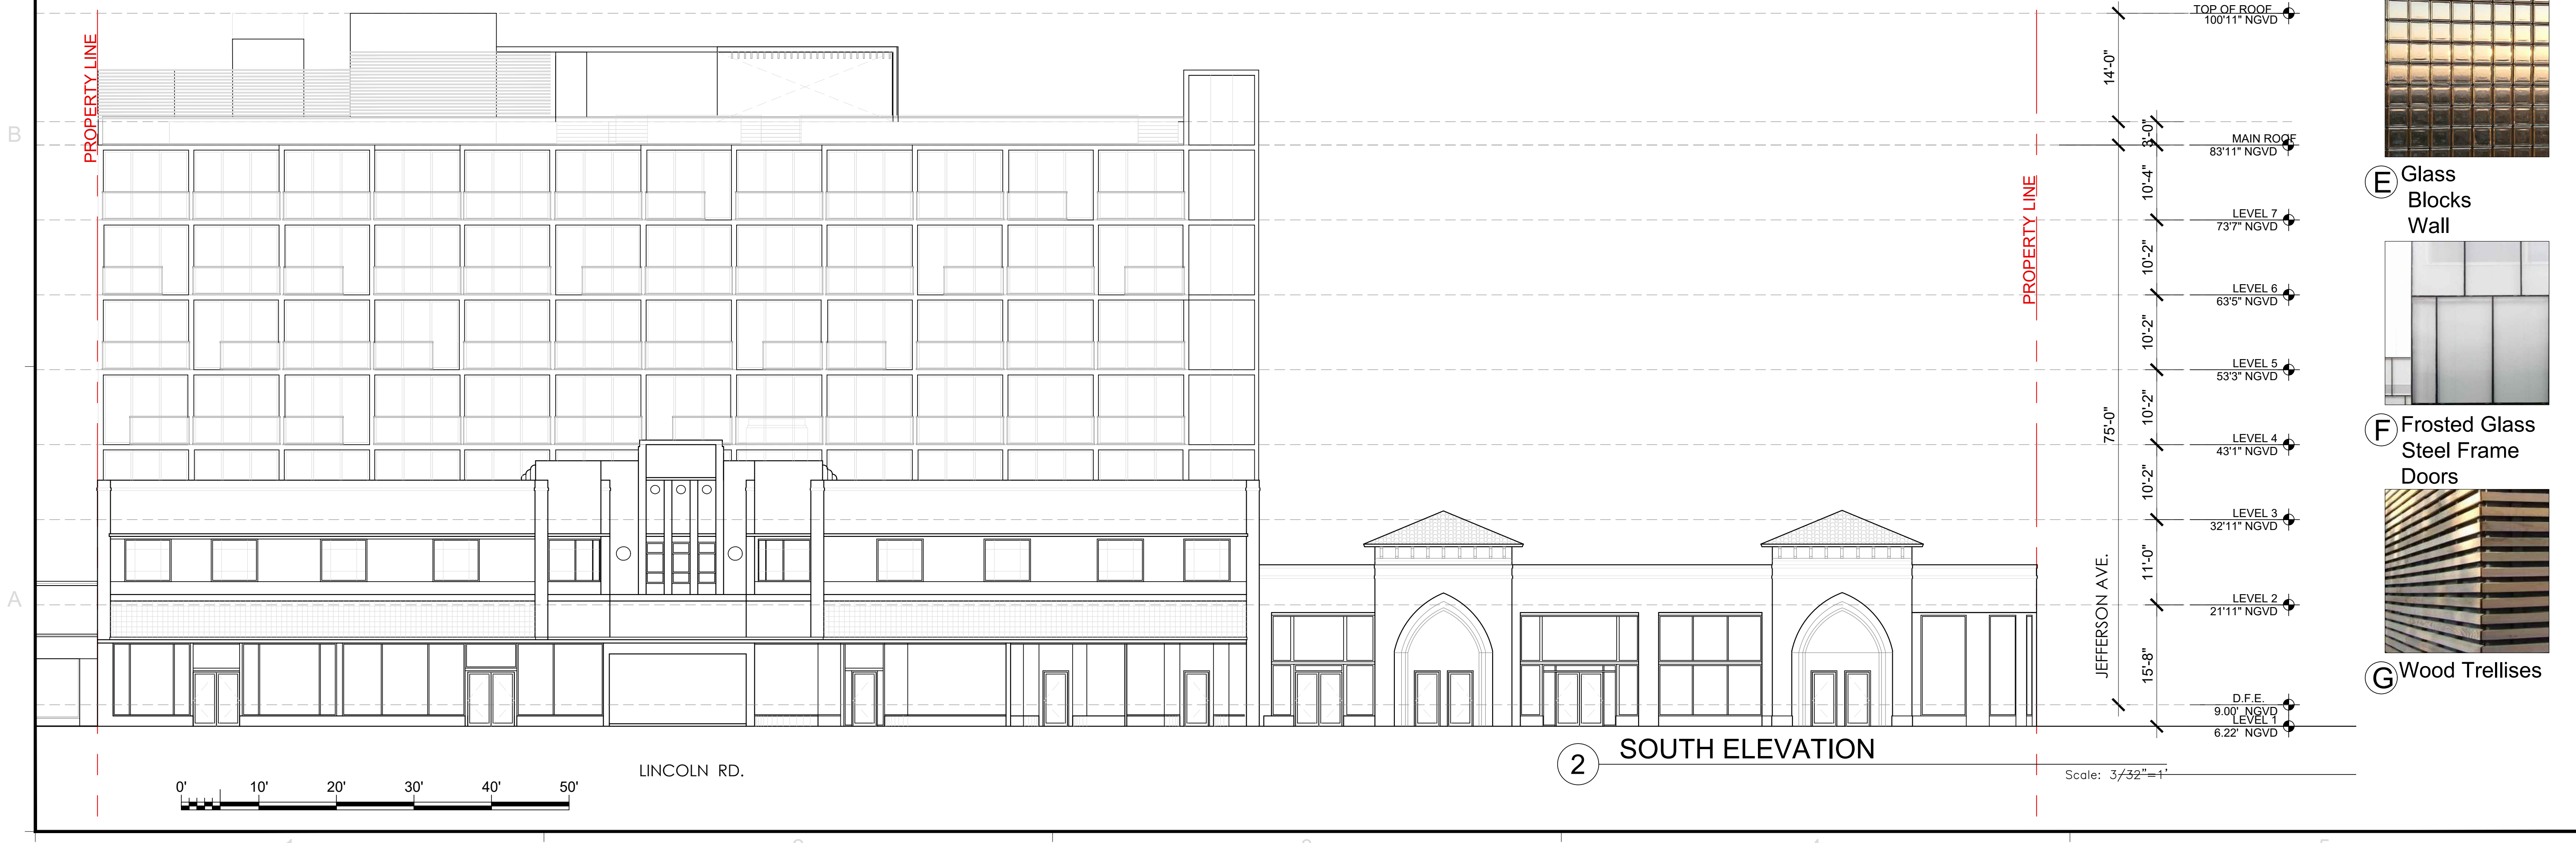 TOP OF ROOF
100'11" NGVD
14'-0"
3'-0"
MAIN ROOF
83'11" NGVD
10'-4"
LEVEL 7
73'7" NGVD
10'-2"
LEVEL 6
63'5" NGVD
10'-2"
LEVEL 5
53'3" NGVD
10'-2"
75'-0"
LEVEL 4
43'1" NGVD
10'-2"
LEVEL 3
32'11" NGVD
11'-0"
LEVEL 2
21'11" NGVD
15'-8"
D.F.E.
9.00' NGVD
LEVEL 1
6.22' NGVD
PROPERTY LINE
PROPERTY LINE
JEFFERSON AVE.
B
A
E Glass
Blocks
Wall
F Frosted Glass
Steel Frame
Doors
G Wood Trellises
LINCOLN RD.
2 SOUTH ELEVATION
Scale: 3/32"=1'
0' 10' 20' 30' 40' 50'